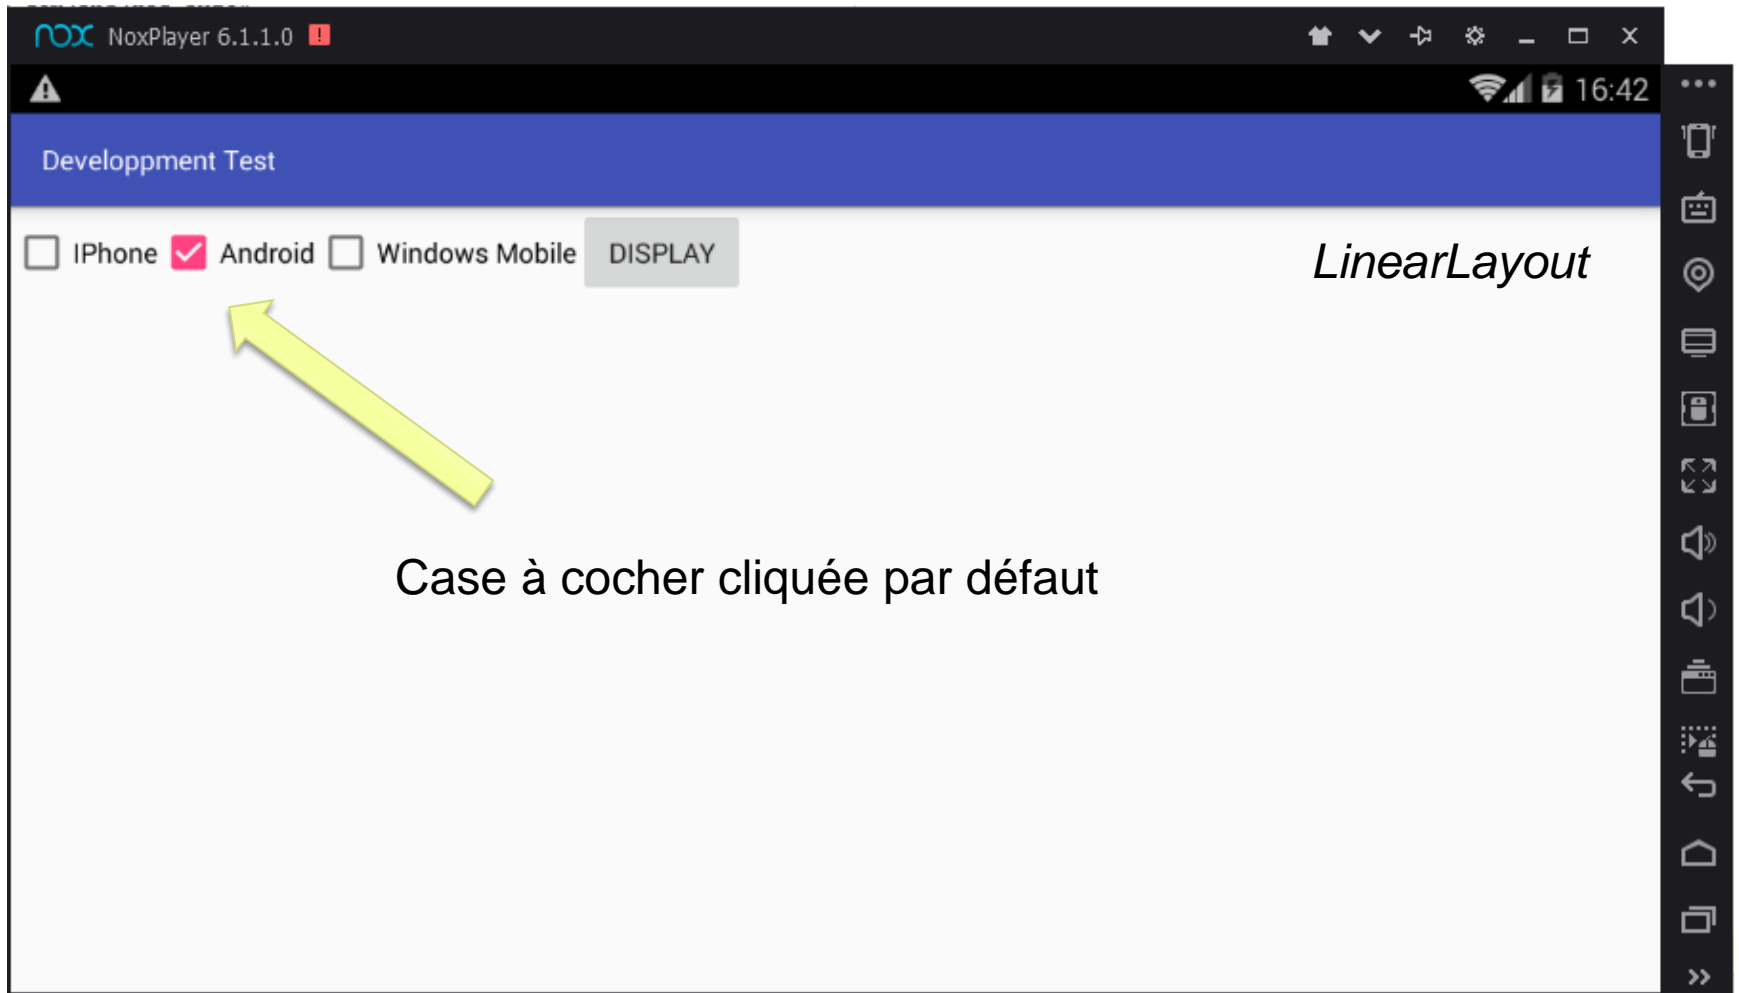 nox NoxPlayer 6.1.1.0
16:42
Developpment Test
IPhone Android Windows Mobile DISPLAY
LinearLayout
Case à cocher cliquée par défaut